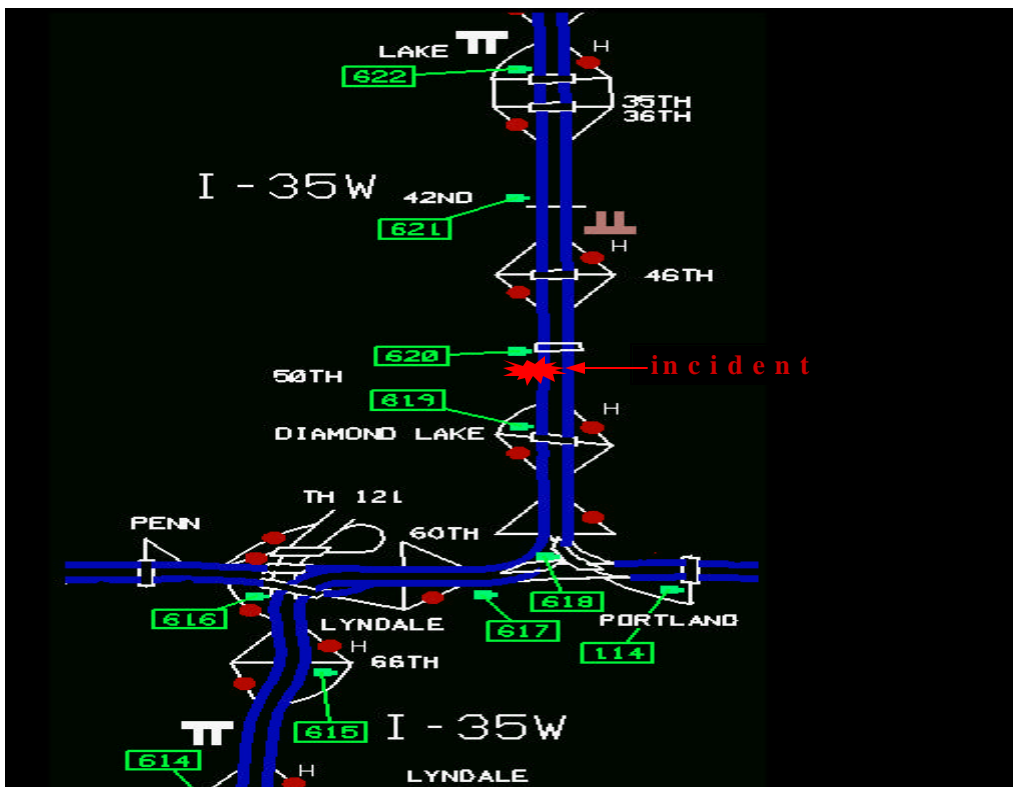 LAKE
H
622
35TH
36TH
I-35W
42ND
621
H
46TH
620
incident
50TH
619
H
DIAMOND LAKE
TH 121
PENN
60TH
618
616
LYNDALE
617
PORTLAND
114
H
66TH
615
I-35W
614
H
LYNDALE